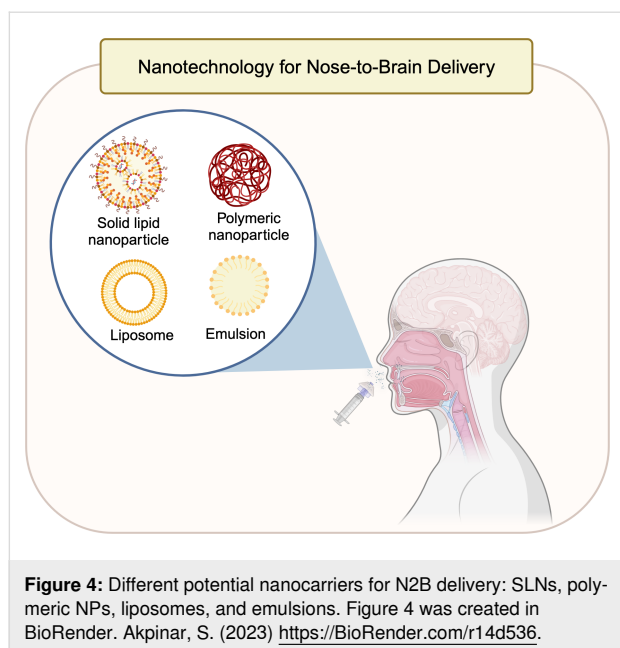 Nanotechnology for Nose-to-Brain Delivery
Solid lipid
nanoparticle
Polymeric
nanoparticle
Liposome
Emulsion
Figure 4: Different potential nanocarriers for N2B delivery: SLNs, poly-
meric NPs, liposomes, and emulsions. Figure 4 was created in
BioRender. Akpinar, S. (2023) https://BioRender.com/r14d536.